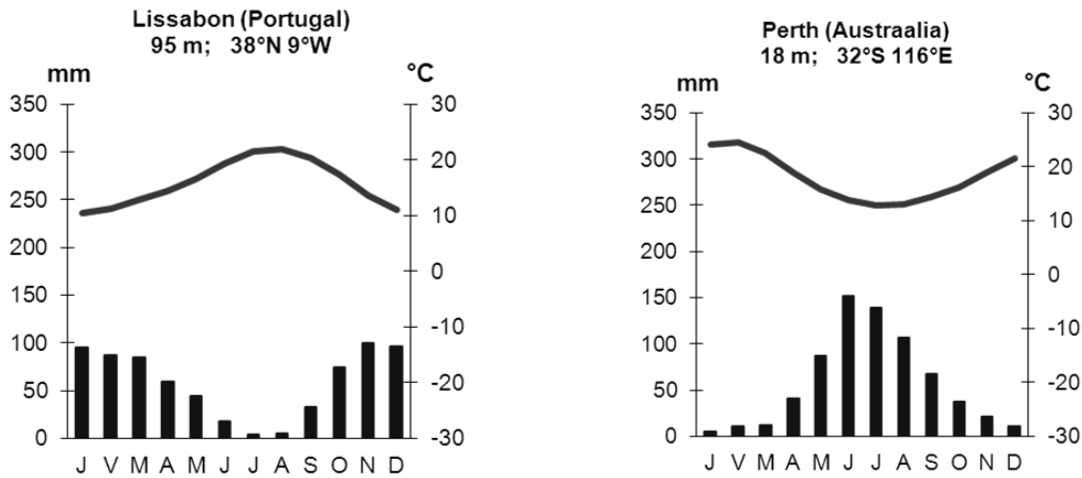 Lissabon (Portugal)
95 m; 38°N 9°W
mm °C
350 30
300 20
250 10
200 0
150 -10
100 -20
50 -30
0
J V M A M J J A S O N D
Perth (Austraalia)
18 m; 32°S 116°E
mm °C
350 30
300 20
250 10
200 0
150 -10
100 -20
50 -30
0
J V M A M J J A S O N D